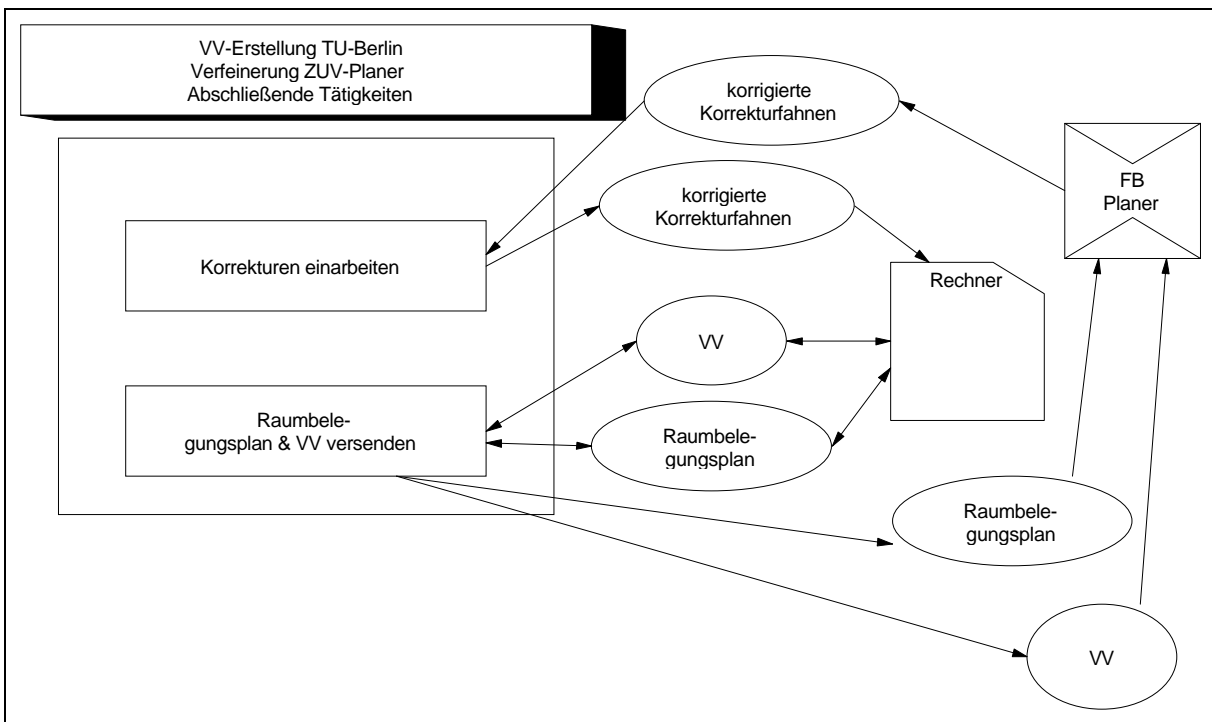 VV-Erstellung TU-Berlin
Verfeinerung ZUV-Planer
Abschließende Tätigkeiten
korrigierte
Korrekturfahnen
FB
Planer
korrigierte
Korrekturfahnen
Korrekturen einarbeiten
Rechner
VV
Raumbele-
gungsplan & VV versenden
Raumbele-
gungsplan
Raumbele-
gungsplan
VV